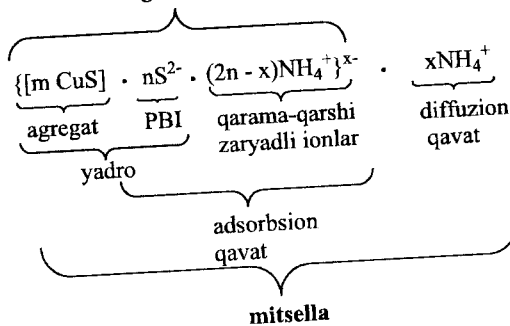 {[m CuS] · nS²⁻ · (2n - x)NH₄⁺}ˣ⁻ · xNH₄⁺
agregat PBI qarama-qarshi zaryadli ionlar diffuzion qavat
yadro
adsorbsion
qavat
mitsella